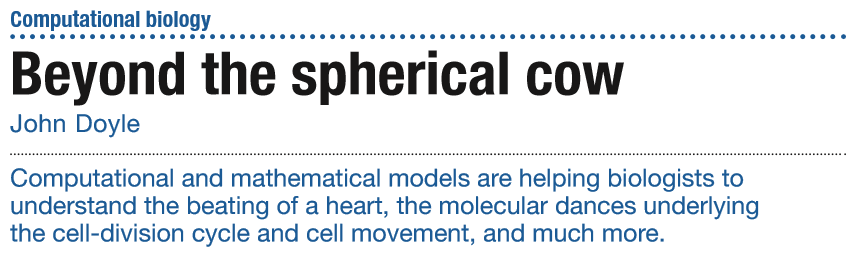 Computational biology
Beyond the spherical cow
John Doyle
Computational and mathematical models are helping biologists to
understand the beating of a heart, the molecular dances underlying
the cell-division cycle and cell movement, and much more.